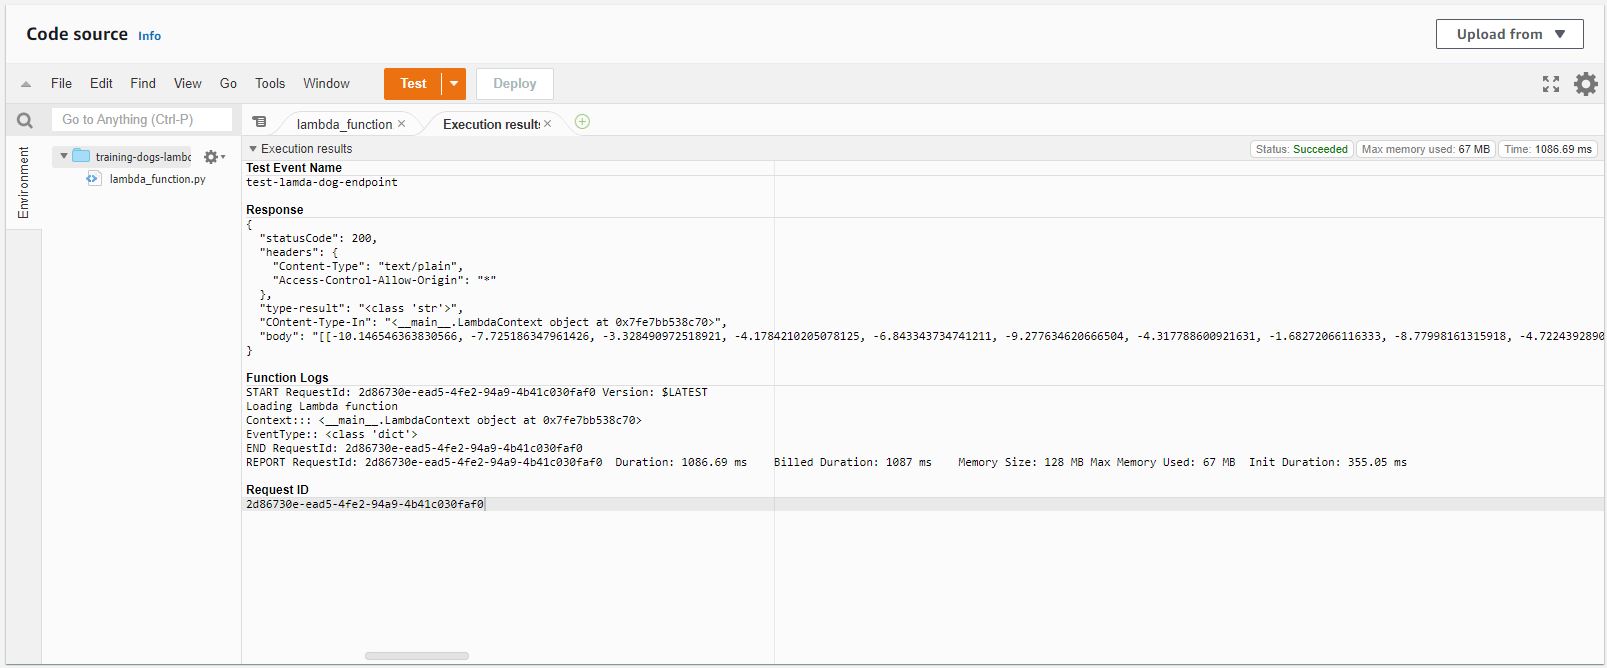 Code source Info
Upload from
File Edit Find View Go Tools Window Test Deploy
Go to Anything (Ctrl-P)
lambda_function × Execution results ×
Environment
training-dogs-lambd
lambda_function.py
Execution results Status: Succeeded Max memory used: 67 MB Time: 1086.69 ms
Test Event Name
test-lamda-dog-endpoint
Response
{
"statusCode": 200,
"headers": {
"Content-Type": "text/plain",
"Access-Control-Allow-Origin": "*"
},
"type-result": "<class 'str'>",
"COntent-Type-In": "<__main__.LambdaContext object at 0x7fe7bb538c70>",
"body": "[[-10.146546363830566, -7.725186347961426, -3.328490972518921, -4.1784210205078125, -6.843343734741211, -9.277634620666504, -4.317788600921631, -1.68272066116333, -8.77998161315918, -4.7224392890
}
Function Logs
START RequestId: 2d86730e-ead5-4fe2-94a9-4b41c030faf0 Version: $LATEST
Loading Lambda function
Context::: <__main__.LambdaContext object at 0x7fe7bb538c70>
EventType:: <class 'dict'>
END RequestId: 2d86730e-ead5-4fe2-94a9-4b41c030faf0
REPORT RequestId: 2d86730e-ead5-4fe2-94a9-4b41c030faf0 Duration: 1086.69 ms Billed Duration: 1087 ms Memory Size: 128 MB Max Memory Used: 67 MB Init Duration: 355.05 ms
Request ID
2d86730e-ead5-4fe2-94a9-4b41c030faf0